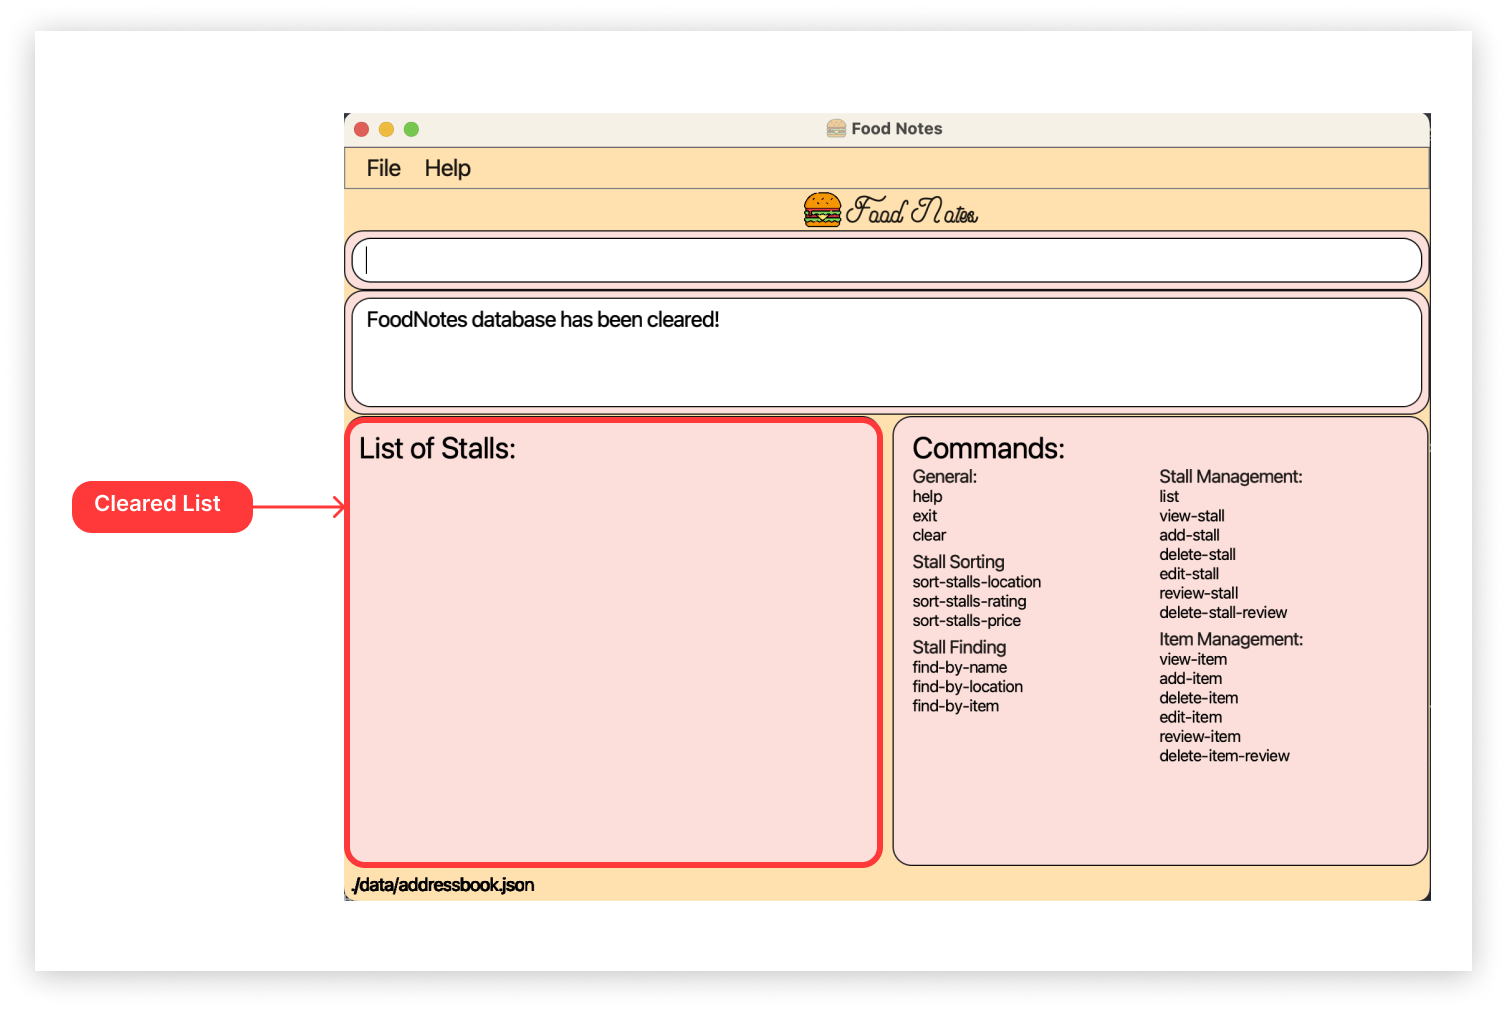 Food Notes
File Help
Food Notes
FoodNotes database has been cleared!
Cleared List
List of Stalls:
Commands:
General:
help
exit
clear
Stall Sorting
sort-stalls-location
sort-stalls-rating
sort-stalls-price
Stall Finding
find-by-name
find-by-location
find-by-item
Stall Management:
list
view-stall
add-stall
delete-stall
edit-stall
review-stall
delete-stall-review
Item Management:
view-item
add-item
delete-item
edit-item
review-item
delete-item-review
./data/addressbook.json